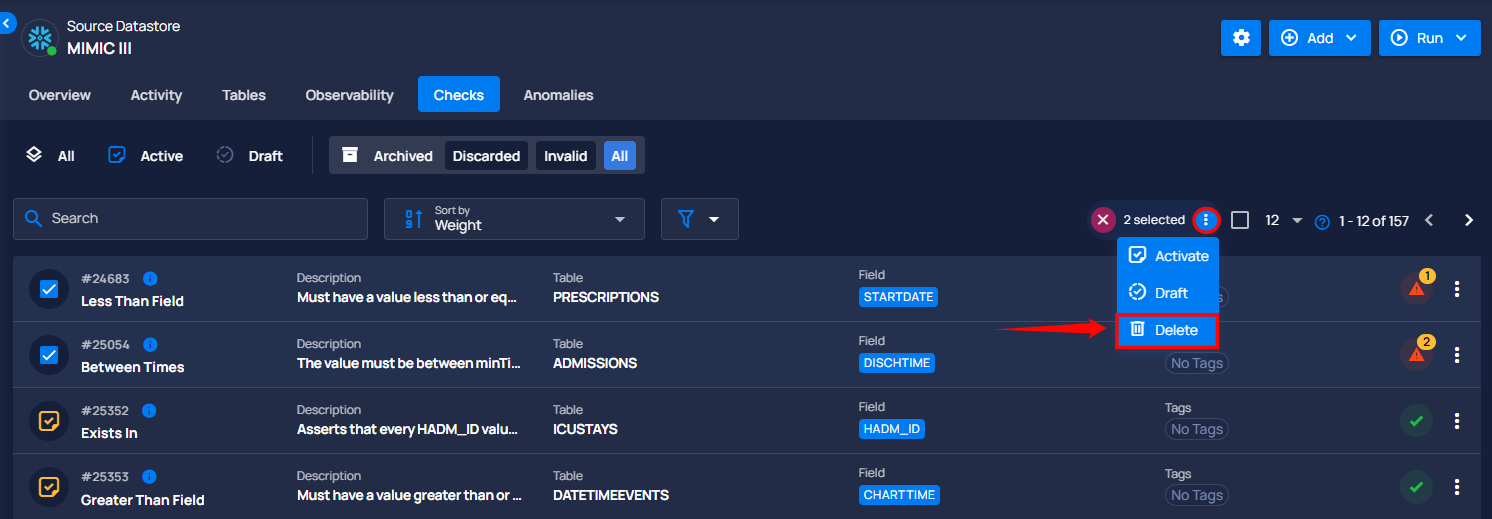 Source Datastore
MIMIC III
Add
Run
Overview
Activity
Tables
Observability
Checks
Anomalies
All
Active
Draft
Archived
Discarded
Invalid
All
Search
Sort by
Weight
2 selected
12
1 - 12 of 157
Activate
Draft
Delete
#24683
Less Than Field
Description
Must have a value less than or eq...
Table
PRESCRIPTIONS
Field
STARTDATE
1
#25054
Between Times
Description
The value must be between minTi...
Table
ADMISSIONS
Field
DISCHTIME
No Tags
2
#25352
Exists In
Description
Asserts that every HADM_ID valu...
Table
ICUSTAYS
Field
HADM_ID
Tags
No Tags
#25353
Greater Than Field
Description
Must have a value greater than or ...
Table
DATETIMEEVENTS
Field
CHARTTIME
Tags
No Tags